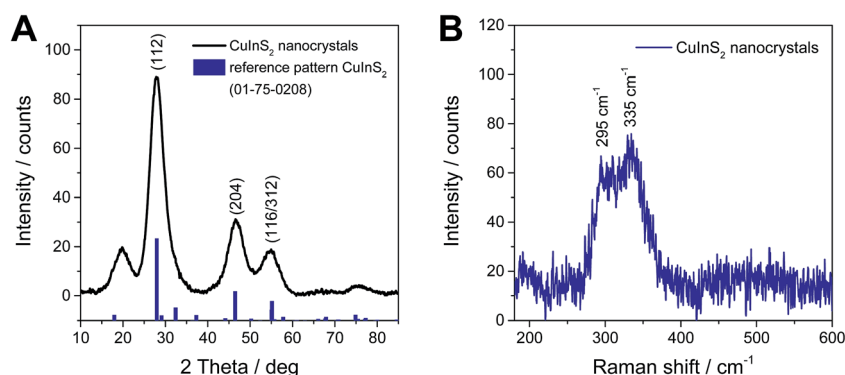 A
CuInS₂ nanocrystals
reference pattern CuInS₂
(01-75-0208)
(112)
(204)
(116/312)
Intensity / counts
100
80
60
40
20
0
10 20 30 40 50 60 70 80
2 Theta / deg
B
CuInS₂ nanocrystals
295 cm⁻¹
335 cm⁻¹
Intensity / counts
120
100
80
60
40
20
0
200 300 400 500 600
Raman shift / cm⁻¹